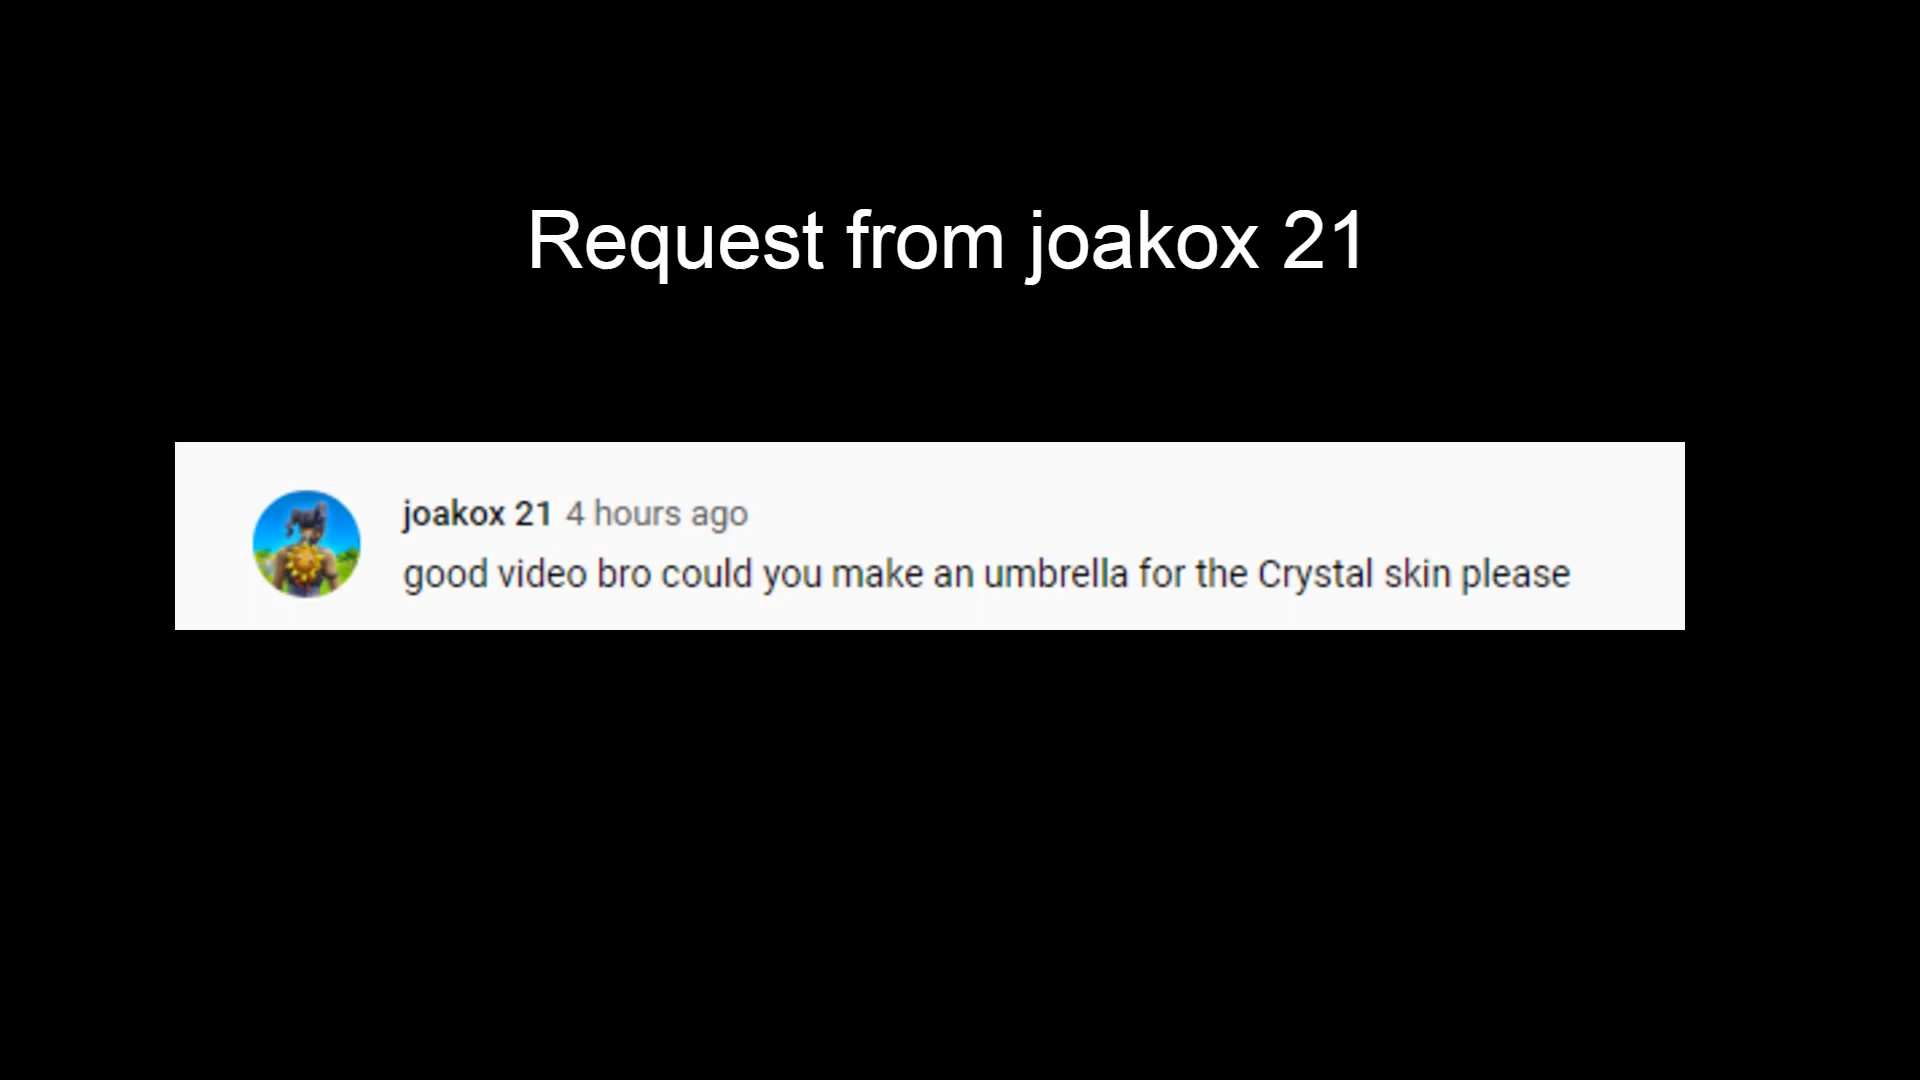 Request from joakox 21
joakox 21 4 hours ago
good video bro could you make an umbrella for the Crystal skin please